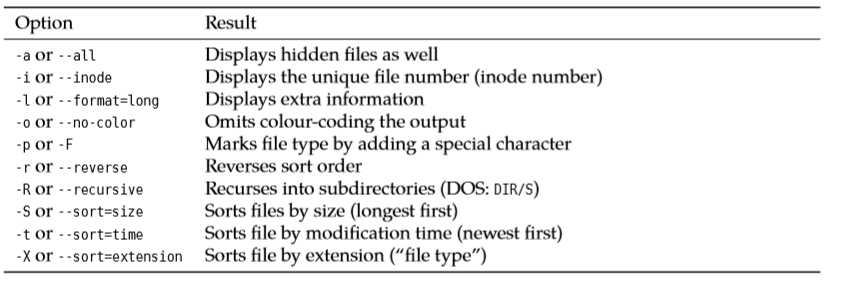 Option Result
-a or --all Displays hidden files as well
-i or --inode Displays the unique file number (inode number)
-l or --format=long Displays extra information
-o or --no-color Omits colour-coding the output
-p or -F Marks file type by adding a special character
-r or --reverse Reverses sort order
-R or --recursive Recurses into subdirectories (DOS: DIR/S)
-S or --sort=size Sorts files by size (longest first)
-t or --sort=time Sorts file by modification time (newest first)
-X or --sort=extension Sorts file by extension (“file type”)